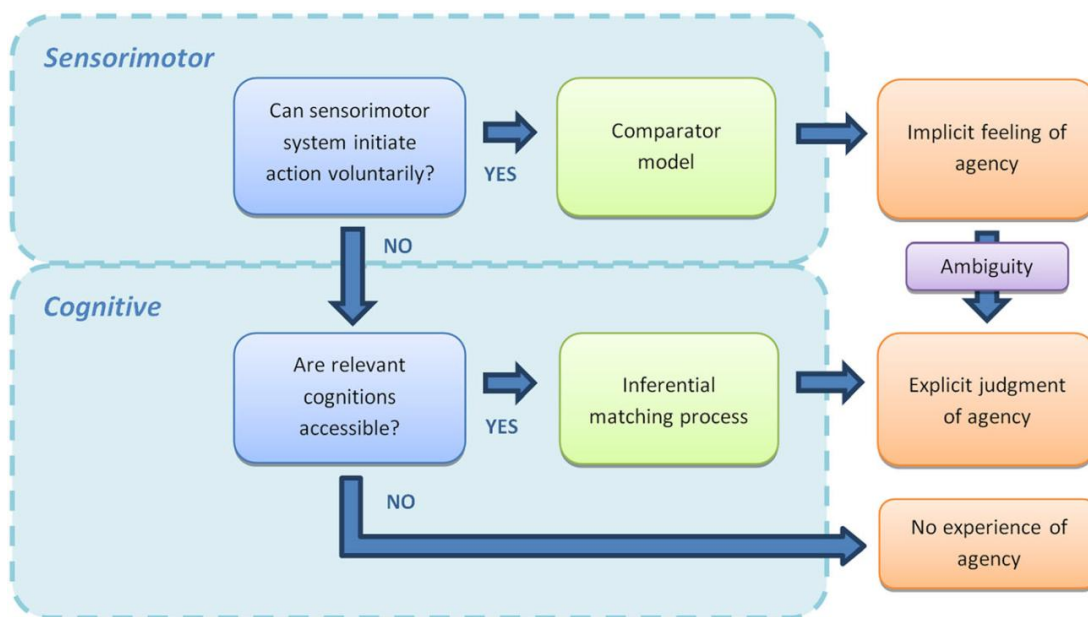 Sensorimotor
Can sensorimotor
system initiate
action voluntarily?
YES
Comparator
model
Implicit feeling of
agency
NO
Ambiguity
Cognitive
Are relevant
cognitions
accessible?
YES
Inferential
matching process
Explicit judgment
of agency
NO
No experience of
agency